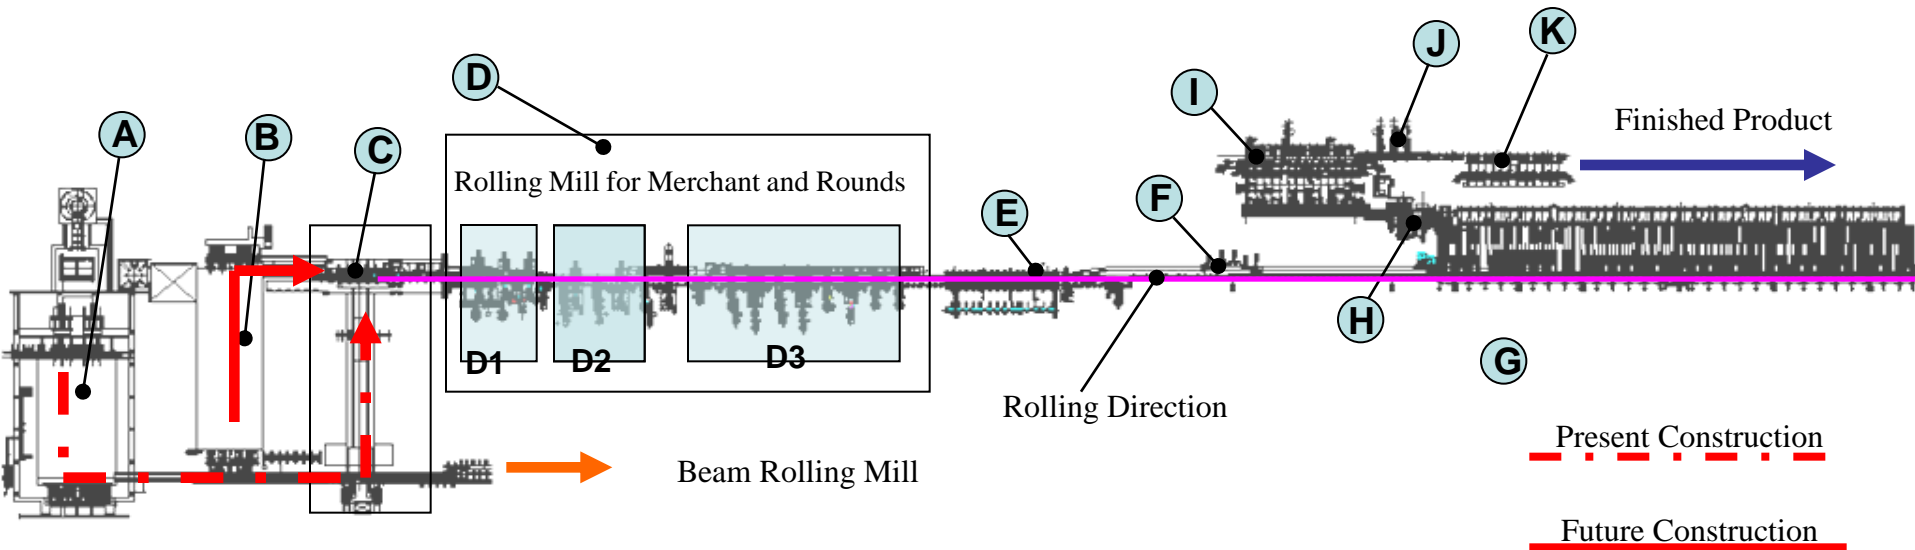 K
J
D
I
Finished Product
A
B
C
Rolling Mill for Merchant and Rounds
F
E
H
D1
D2
D3
G
Rolling Direction
Present Construction
Beam Rolling Mill
Future Construction